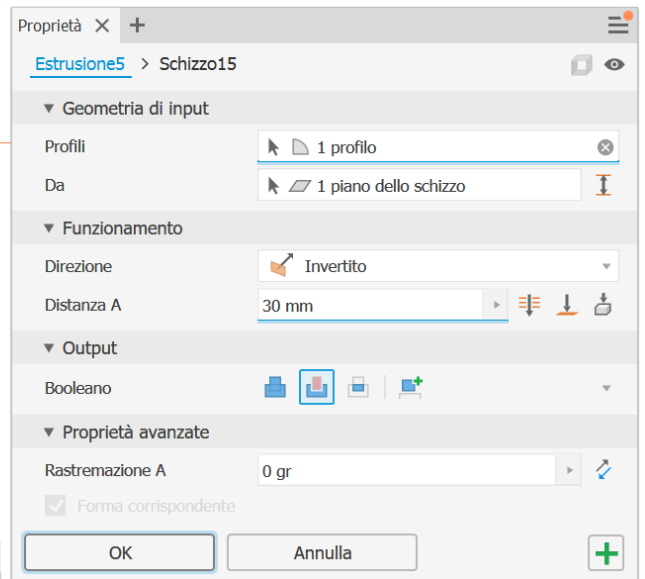 Proprietà
Estrusione5 > Schizzo15
Geometria di input
Profili 1 profilo
Da 1 piano dello schizzo
Funzionamento
Direzione Invertito
Distanza A 30 mm
Output
Booleano
Proprietà avanzate
Rastremazione A 0 gr
Forma corrispondente
OK Annulla